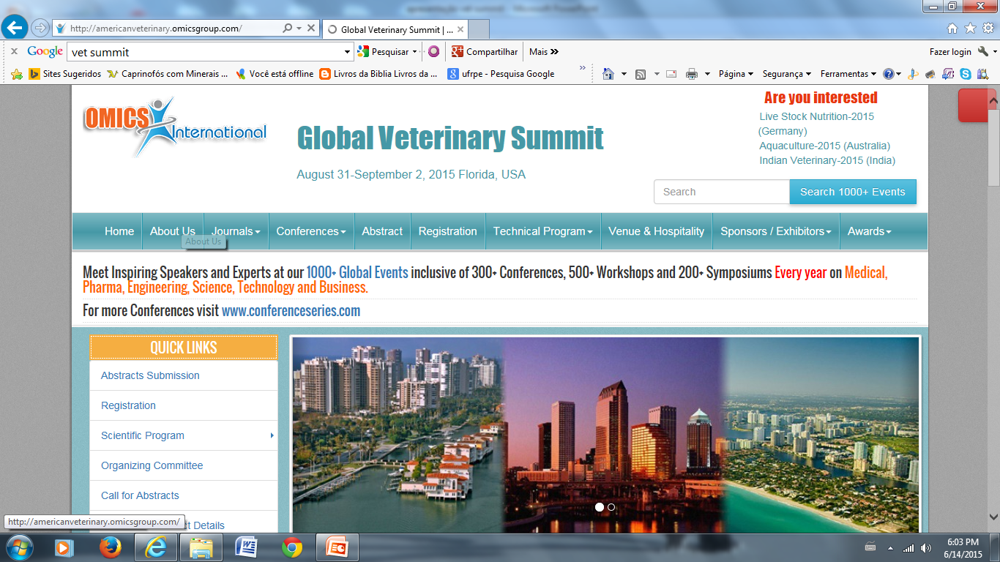 http://americanveterinary.omicsgroup.com/
Global Veterinary Summit | ...
Google
vet summit
Pesquisar
Compartilhar
Mais
Fazer login
Sites Sugeridos
Caprinofós com Minerais ...
Você está offline
Livros da Biblia Livros da ...
ufrpe - Pesquisa Google
Página
Segurança
Ferramentas
OMICS
International
Global Veterinary Summit
August 31-September 2, 2015 Florida, USA
Are you interested
Live Stock Nutrition-2015
(Germany)
Aquaculture-2015 (Australia)
Indian Veterinary-2015 (India)
Search
Search 1000+ Events
Home
About Us
Journals
Conferences
Abstract
Registration
Technical Program
Venue & Hospitality
Sponsors / Exhibitors
Awards
About Us
Meet Inspiring Speakers and Experts at our 1000+ Global Events inclusive of 300+ Conferences, 500+ Workshops and 200+ Symposiums Every year on Medical,
Pharma, Engineering, Science, Technology and Business.
For more Conferences visit www.conferenceseries.com
QUICK LINKS
Abstracts Submission
Registration
Scientific Program
Organizing Committee
Call for Abstracts
Details
http://americanveterinary.omicsgroup.com/
6:03 PM
6/14/2015